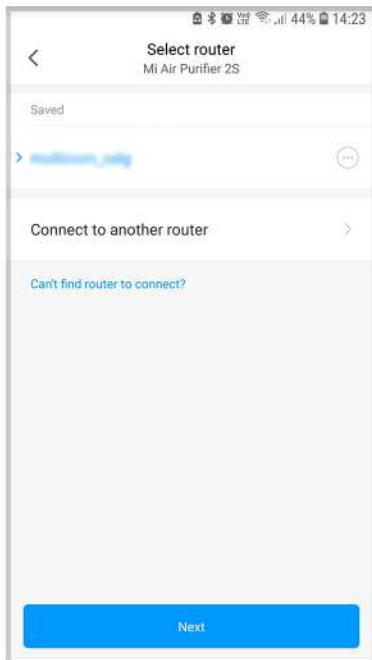 44% 14:23
Select router
Mi Air Purifier 2S
Saved
Connect to another router
Can't find router to connect?
Next